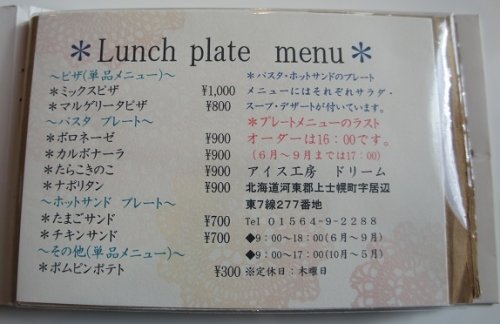 ＊Lunch plate menu＊
～ピザ(単品メニュー)～
＊ミックスピザ ¥1,000
＊マルゲリータピザ ¥800
～パスタ プレート～
＊ボロネーゼ ¥900
＊カルボナーラ ¥900
＊たらこきのこ ¥900
＊ナポリタン ¥900
～ホットサンド プレート～
＊たまごサンド ¥700
＊チキンサンド ¥700
～その他(単品メニュー)～
＊ポムピンポテト ¥300
＊パスタ・ホットサンドのプレート
メニューにはそれぞれサラダ・
スープ・デザートが付いています。
＊プレートメニューのラスト
オーダーは16：00です。
(6月～9月までは17:00)
アイス工房 ドリーム
北海道河東郡上士幌町字居辺
東7線277番地
Tel 01564-9-2288
◆9：00～18：00(6月～9月)
◆9：00～17：00(10月～5月)
※定休日：木曜日